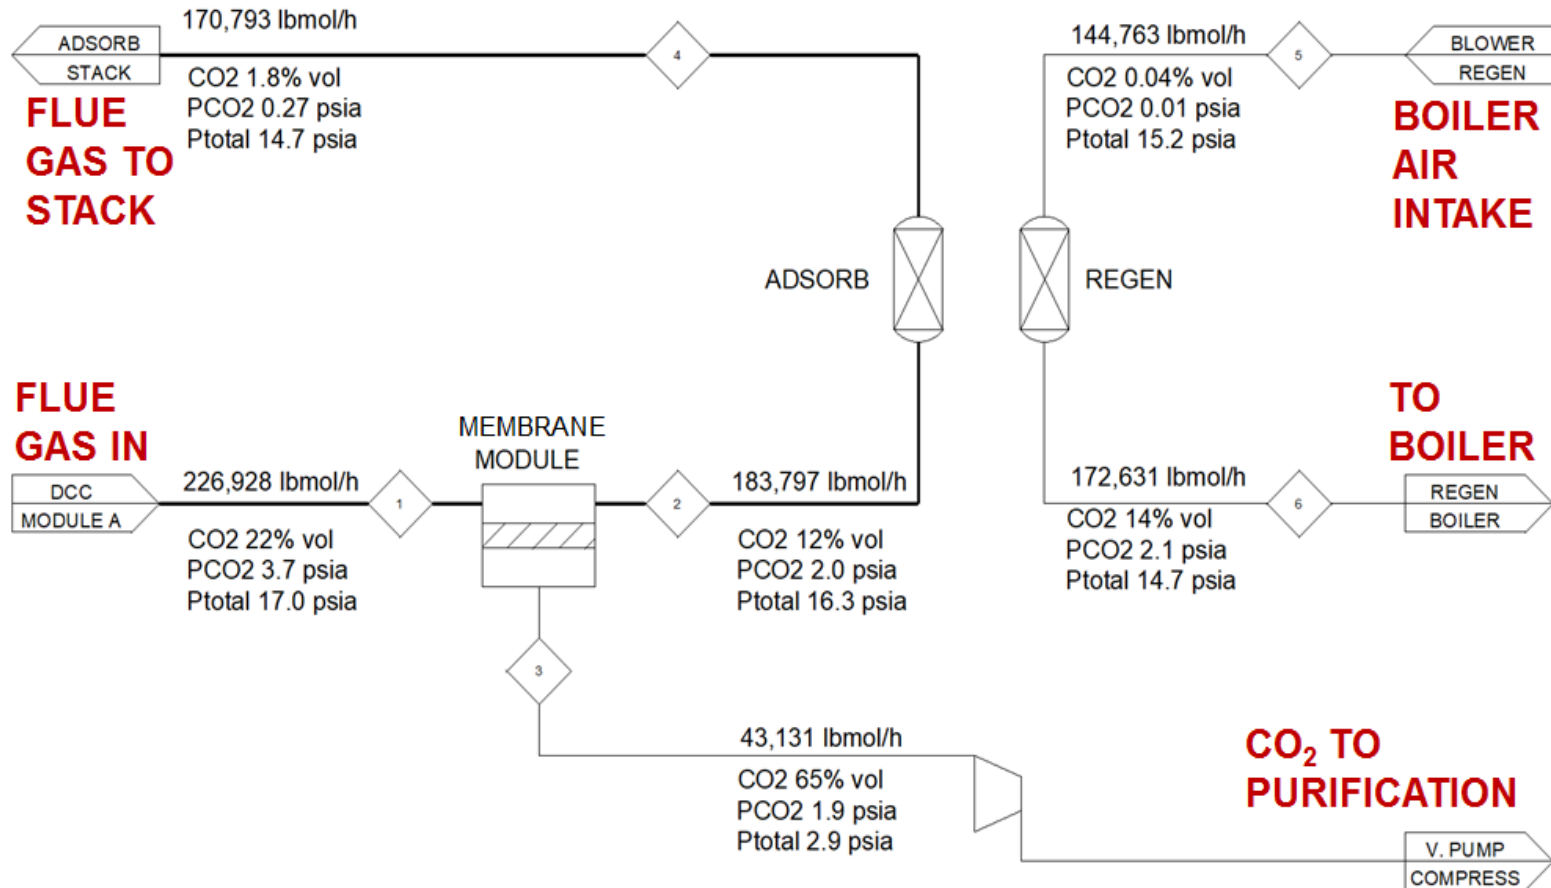 170,793 lbmol/h
ADSORB
STACK
4
CO2 1.8% vol
PCO2 0.27 psia
Ptotal 14.7 psia
FLUE
GAS TO
STACK
144,763 lbmol/h
5
BLOWER
REGEN
CO2 0.04% vol
PCO2 0.01 psia
Ptotal 15.2 psia
BOILER
AIR
INTAKE
ADSORB
REGEN
FLUE
GAS IN
DCC
MODULE A
226,928 lbmol/h
1
CO2 22% vol
PCO2 3.7 psia
Ptotal 17.0 psia
MEMBRANE
MODULE
2
183,797 lbmol/h
CO2 12% vol
PCO2 2.0 psia
Ptotal 16.3 psia
TO
BOILER
172,631 lbmol/h
6
REGEN
BOILER
CO2 14% vol
PCO2 2.1 psia
Ptotal 14.7 psia
3
43,131 lbmol/h
CO2 65% vol
PCO2 1.9 psia
Ptotal 2.9 psia
CO₂ TO
PURIFICATION
V. PUMP
COMPRESS